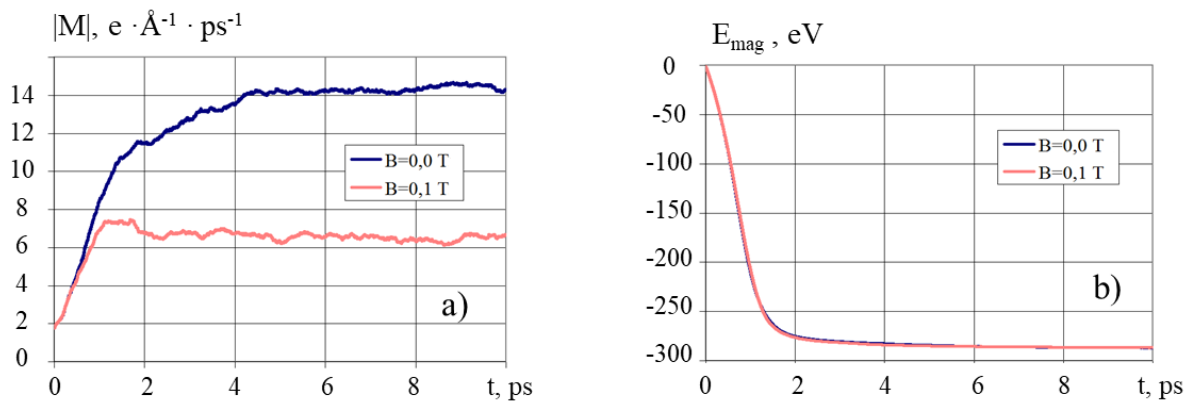 |M|, e · Å⁻¹ · ps⁻¹
14
12
10
8
6
4
2
0
B=0,0 T
B=0,1 T
a)
0 2 4 6 8 t, ps
E_mag , eV
0
-50
-100
-150
-200
-250
-300
B=0,0 T
B=0,1 T
b)
0 2 4 6 8 t, ps